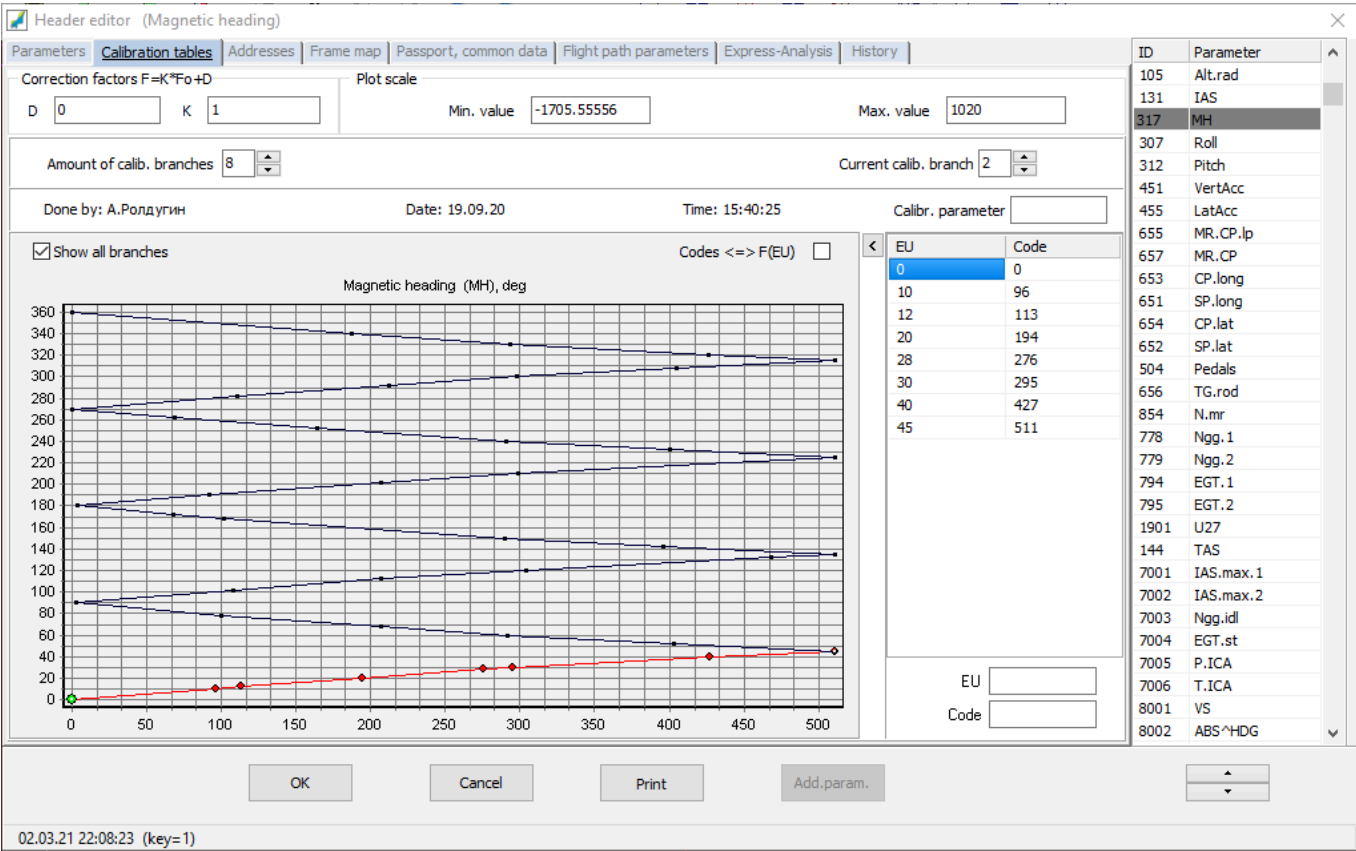 Header editor (Magnetic heading)
Parameters Calibration tables Addresses Frame map Passport, common data Flight path parameters Express-Analysis History
Correction factors F=K*Fo+D
D 0 K 1
Plot scale
Min. value -1705.55556 Max. value 1020
Amount of calib. branches 8 Current calib. branch 2
Done by: А.Ролдугин Date: 19.09.20 Time: 15:40:25 Calibr. parameter
Show all branches Codes <=> F(EU)
<
Magnetic heading (MH), deg
360
340
320
300
280
260
240
220
200
180
160
140
120
100
80
60
40
20
0
0 50 100 150 200 250 300 350 400 450 500
EU Code
0 0
10 96
12 113
20 194
28 276
30 295
40 427
45 511
EU
Code
ID Parameter
105 Alt.rad
131 IAS
317 MH
307 Roll
312 Pitch
451 VertAcc
455 LatAcc
655 MR.CP.lp
657 MR.CP
653 CP.long
651 SP.long
654 CP.lat
652 SP.lat
504 Pedals
656 TG.rod
854 N.mr
778 Ngg.1
779 Ngg.2
794 EGT.1
795 EGT.2
1901 U27
144 TAS
7001 IAS.max.1
7002 IAS.max.2
7003 Ngg.idl
7004 EGT.st
7005 P.ICA
7006 T.ICA
8001 VS
8002 ABS^HDG
OK Cancel Print Add.param.
02.03.21 22:08:23 (key=1)